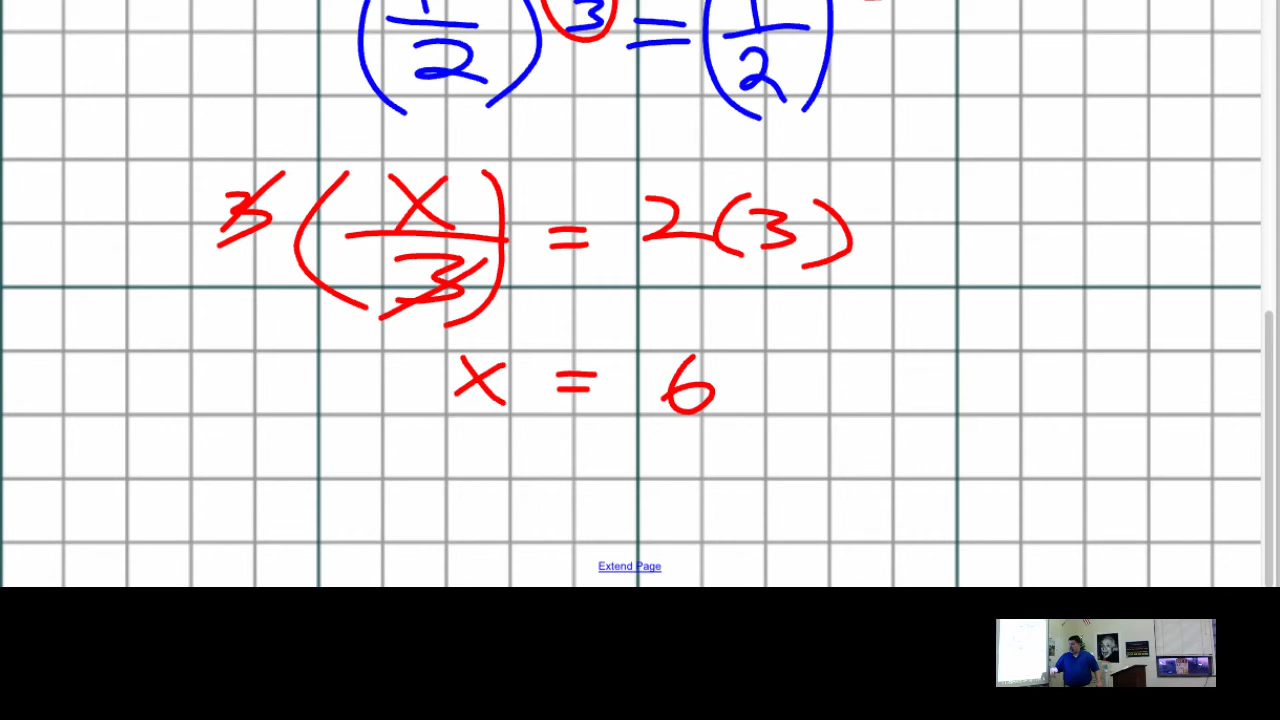 (1/2) 3 = (1/2)
3(x/3) = 2(3)
x = 6
Extend Page